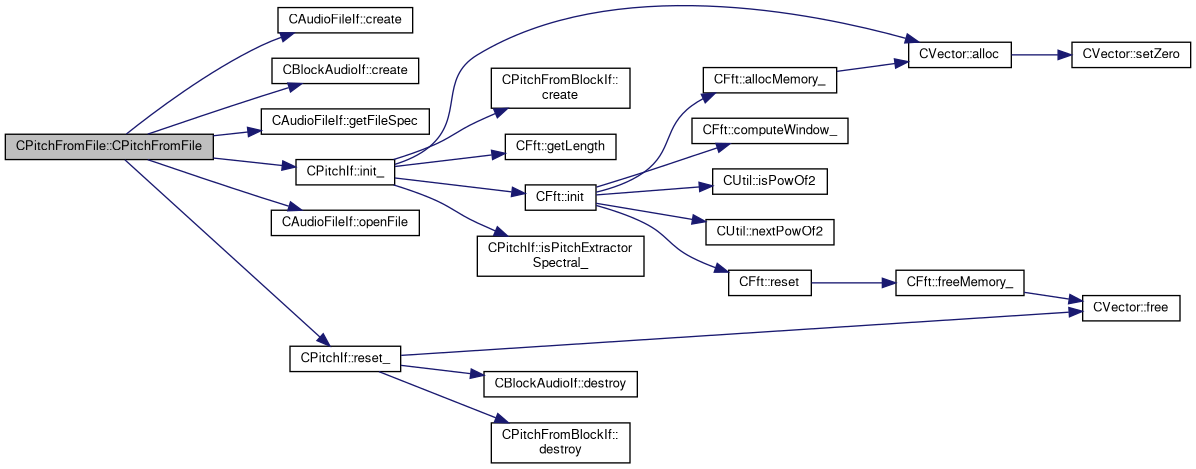 CPitchFromFile::CPitchFromFile
CAudioFileIf::create
CBlockAudioIf::create
CAudioFileIf::getFileSpec
CPitchIf::init_
CAudioFileIf::openFile
CPitchIf::reset_
CPitchFromBlockIf::
create
CFft::getLength
CFft::init
CPitchIf::isPitchExtractor
Spectral_
CBlockAudioIf::destroy
CPitchFromBlockIf::
destroy
CFft::allocMemory_
CFft::computeWindow_
CUtil::isPowOf2
CUtil::nextPowOf2
CFft::reset
CVector::alloc
CFft::freeMemory_
CVector::setZero
CVector::free